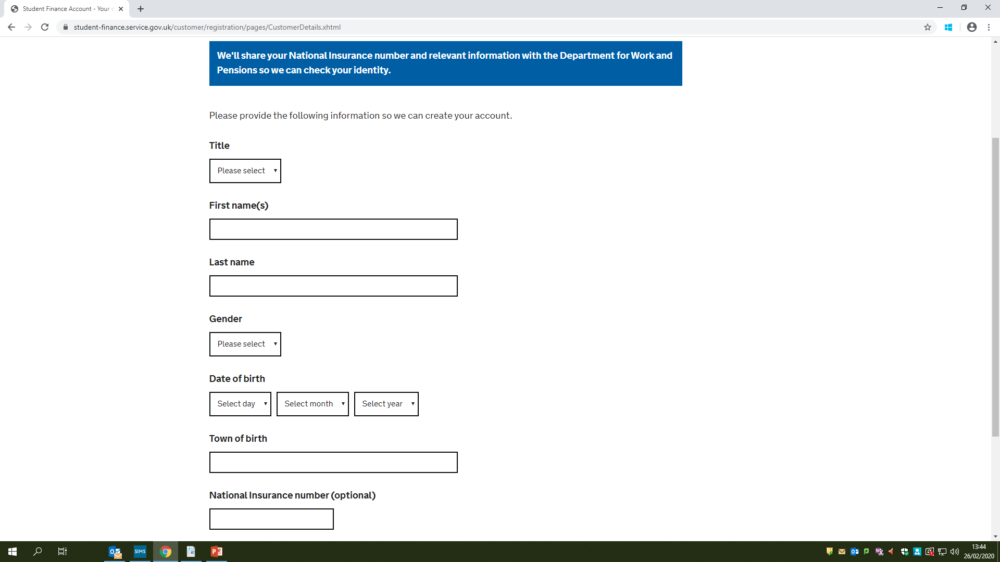 Student Finance Account - Your
student-finance.service.gov.uk/customer/registration/pages/CustomerDetails.xhtml
We'll share your National Insurance number and relevant information with the Department for Work and
Pensions so we can check your identity.
Please provide the following information so we can create your account.
Title
Please select
First name(s)
Last name
Gender
Please select
Date of birth
Select day Select month Select year
Town of birth
National Insurance number (optional)
SIMS
13:44
26/02/2020